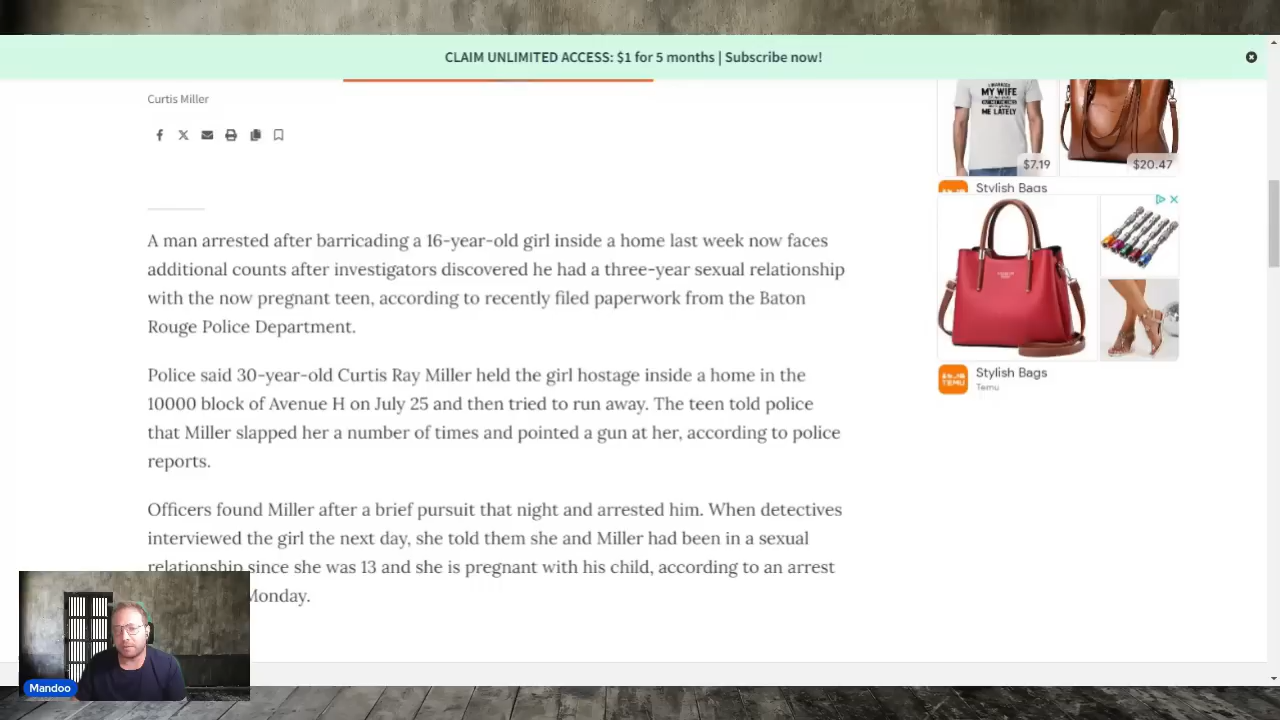 CLAIM UNLIMITED ACCESS: $1 for 5 months | Subscribe now!
Curtis Miller
A man arrested after barricading a 16-year-old girl inside a home last week now faces
additional counts after investigators discovered he had a three-year sexual relationship
with the now pregnant teen, according to recently filed paperwork from the Baton
Rouge Police Department.
Police said 30-year-old Curtis Ray Miller held the girl hostage inside a home in the
10000 block of Avenue H on July 25 and then tried to run away. The teen told police
that Miller slapped her a number of times and pointed a gun at her, according to police
reports.
Officers found Miller after a brief pursuit that night and arrested him. When detectives
interviewed the girl the next day, she told them she and Miller had been in a sexual
relationship since she was 13 and she is pregnant with his child, according to an arrest
Monday.
MY WIFE
ME LATELY
$7.19
$20.47
Stylish Bags
TEMU
Stylish Bags
Temu
Mandoo